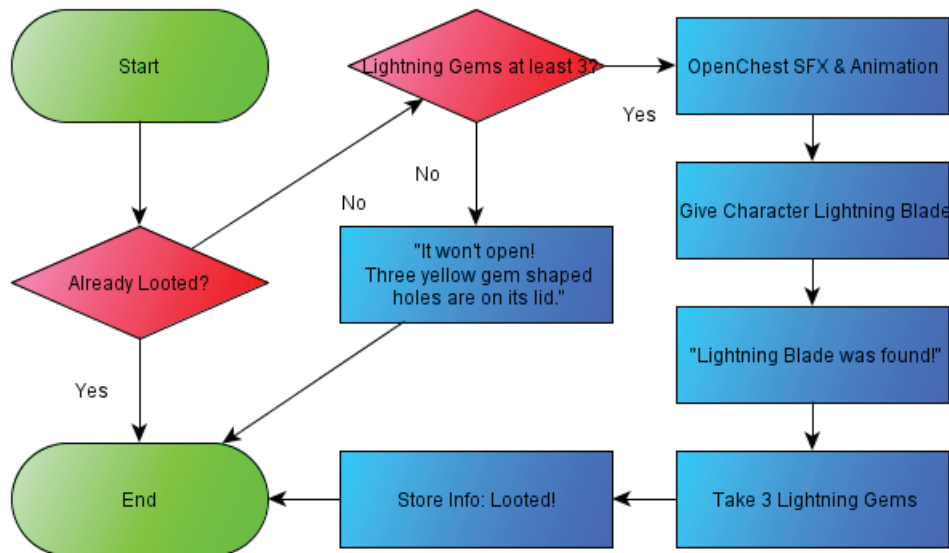 Start
Lightning Gems at least 3?
OpenChest SFX & Animation
Yes
No
No
Give Character Lightning Blade
Already Looted?
"It won't open!
Three yellow gem shaped
holes are on its lid."
"Lightning Blade was found!"
Yes
End
Store Info: Looted!
Take 3 Lightning Gems